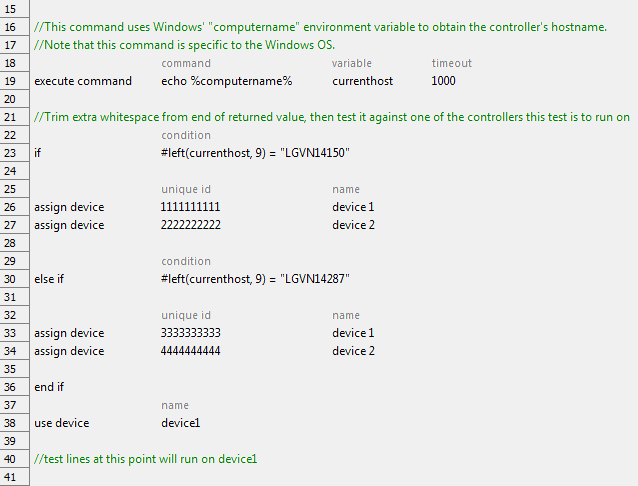 15
16 //This command uses Windows' "computername" environment variable to obtain the controller's hostname.
17 //Note that this command is specific to the Windows OS.
18 command variable timeout
19 execute command echo %computername% currenthost 1000
20
21 //Trim extra whitespace from end of returned value, then test it against one of the controllers this test is to run on
22 condition
23 if #left(currenthost, 9) = "LGVN14150"
24
25 unique id name
26 assign device 1111111111 device 1
27 assign device 2222222222 device 2
28
29 condition
30 else if #left(currenthost, 9) = "LGVN14287"
31
32 unique id name
33 assign device 3333333333 device 1
34 assign device 4444444444 device 2
35
36 end if
37 name
38 use device device1
39
40 //test lines at this point will run on device1
41